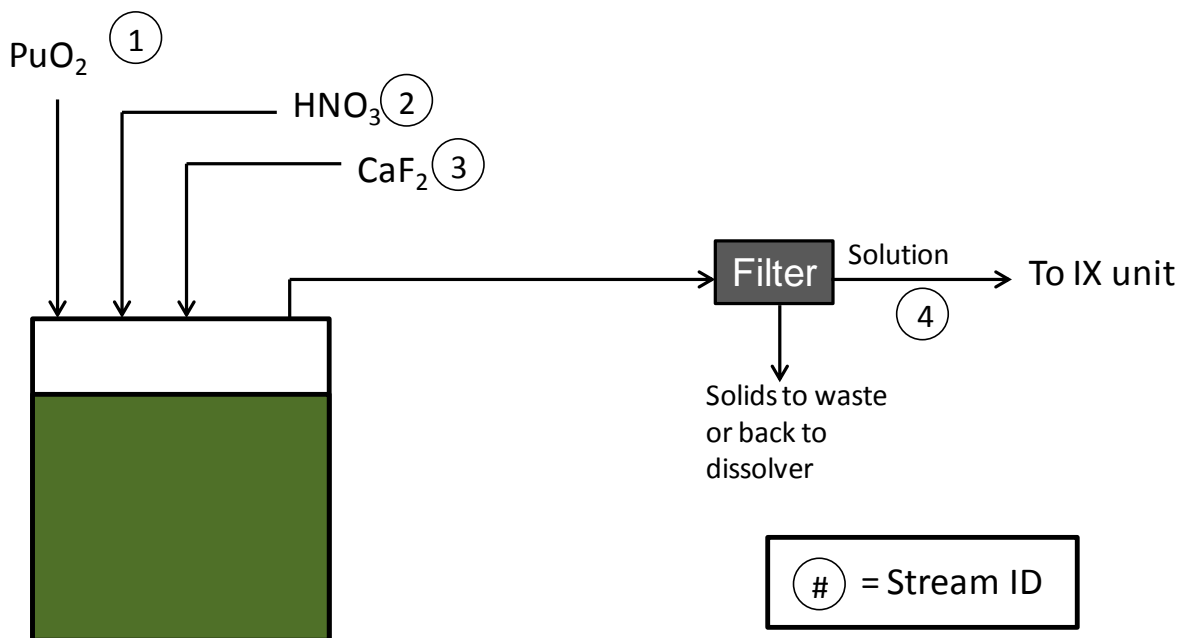 PuO₂ 1
HNO₃ 2
CaF₂ 3
Filter
Solution
4
To IX unit
Solids to waste
or back to
dissolver
# = Stream ID